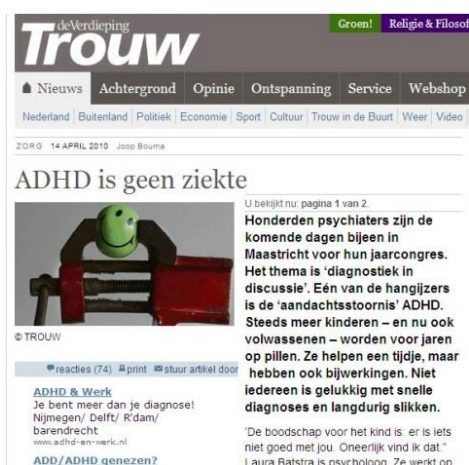 deVerdieping
Trouw
Groen! Religie & Filosof
Nieuws Achtergrond Opinie Ontspanning Service Webshop
Nederland Buitenland Politiek Economie Sport Cultuur Trouw in de Buurt Weer Video
ZORG 14 APRIL 2010 Joop Bouma
ADHD is geen ziekte
© TROUW
reacties (74) print stuur artikel door
ADHD & Werk
Je bent meer dan je diagnose!
Nijmegen/ Delft/ R'dam/
barendrecht
www.adhd-en-werk.nl
ADD/ADHD genezen?
U bekijkt nu: pagina 1 van 2.
Honderden psychiaters zijn de
komende dagen bijeen in
Maastricht voor hun jaarcongres.
Het thema is 'diagnostiek in
discussie'. Eén van de hangijzers
is de 'aandachtsstoornis' ADHD.
Steeds meer kinderen – en nu ook
volwassenen – worden voor jaren
op pillen. Ze helpen een tijdje, maar
hebben ook bijwerkingen. Niet
iedereen is gelukkig met snelle
diagnoses en langdurig slikken.
'De boodschap voor het kind is: er is iets
niet goed met jou. Oneerlijk vind ik dat."
Laura Batstra is psycholoog. Ze werkt op